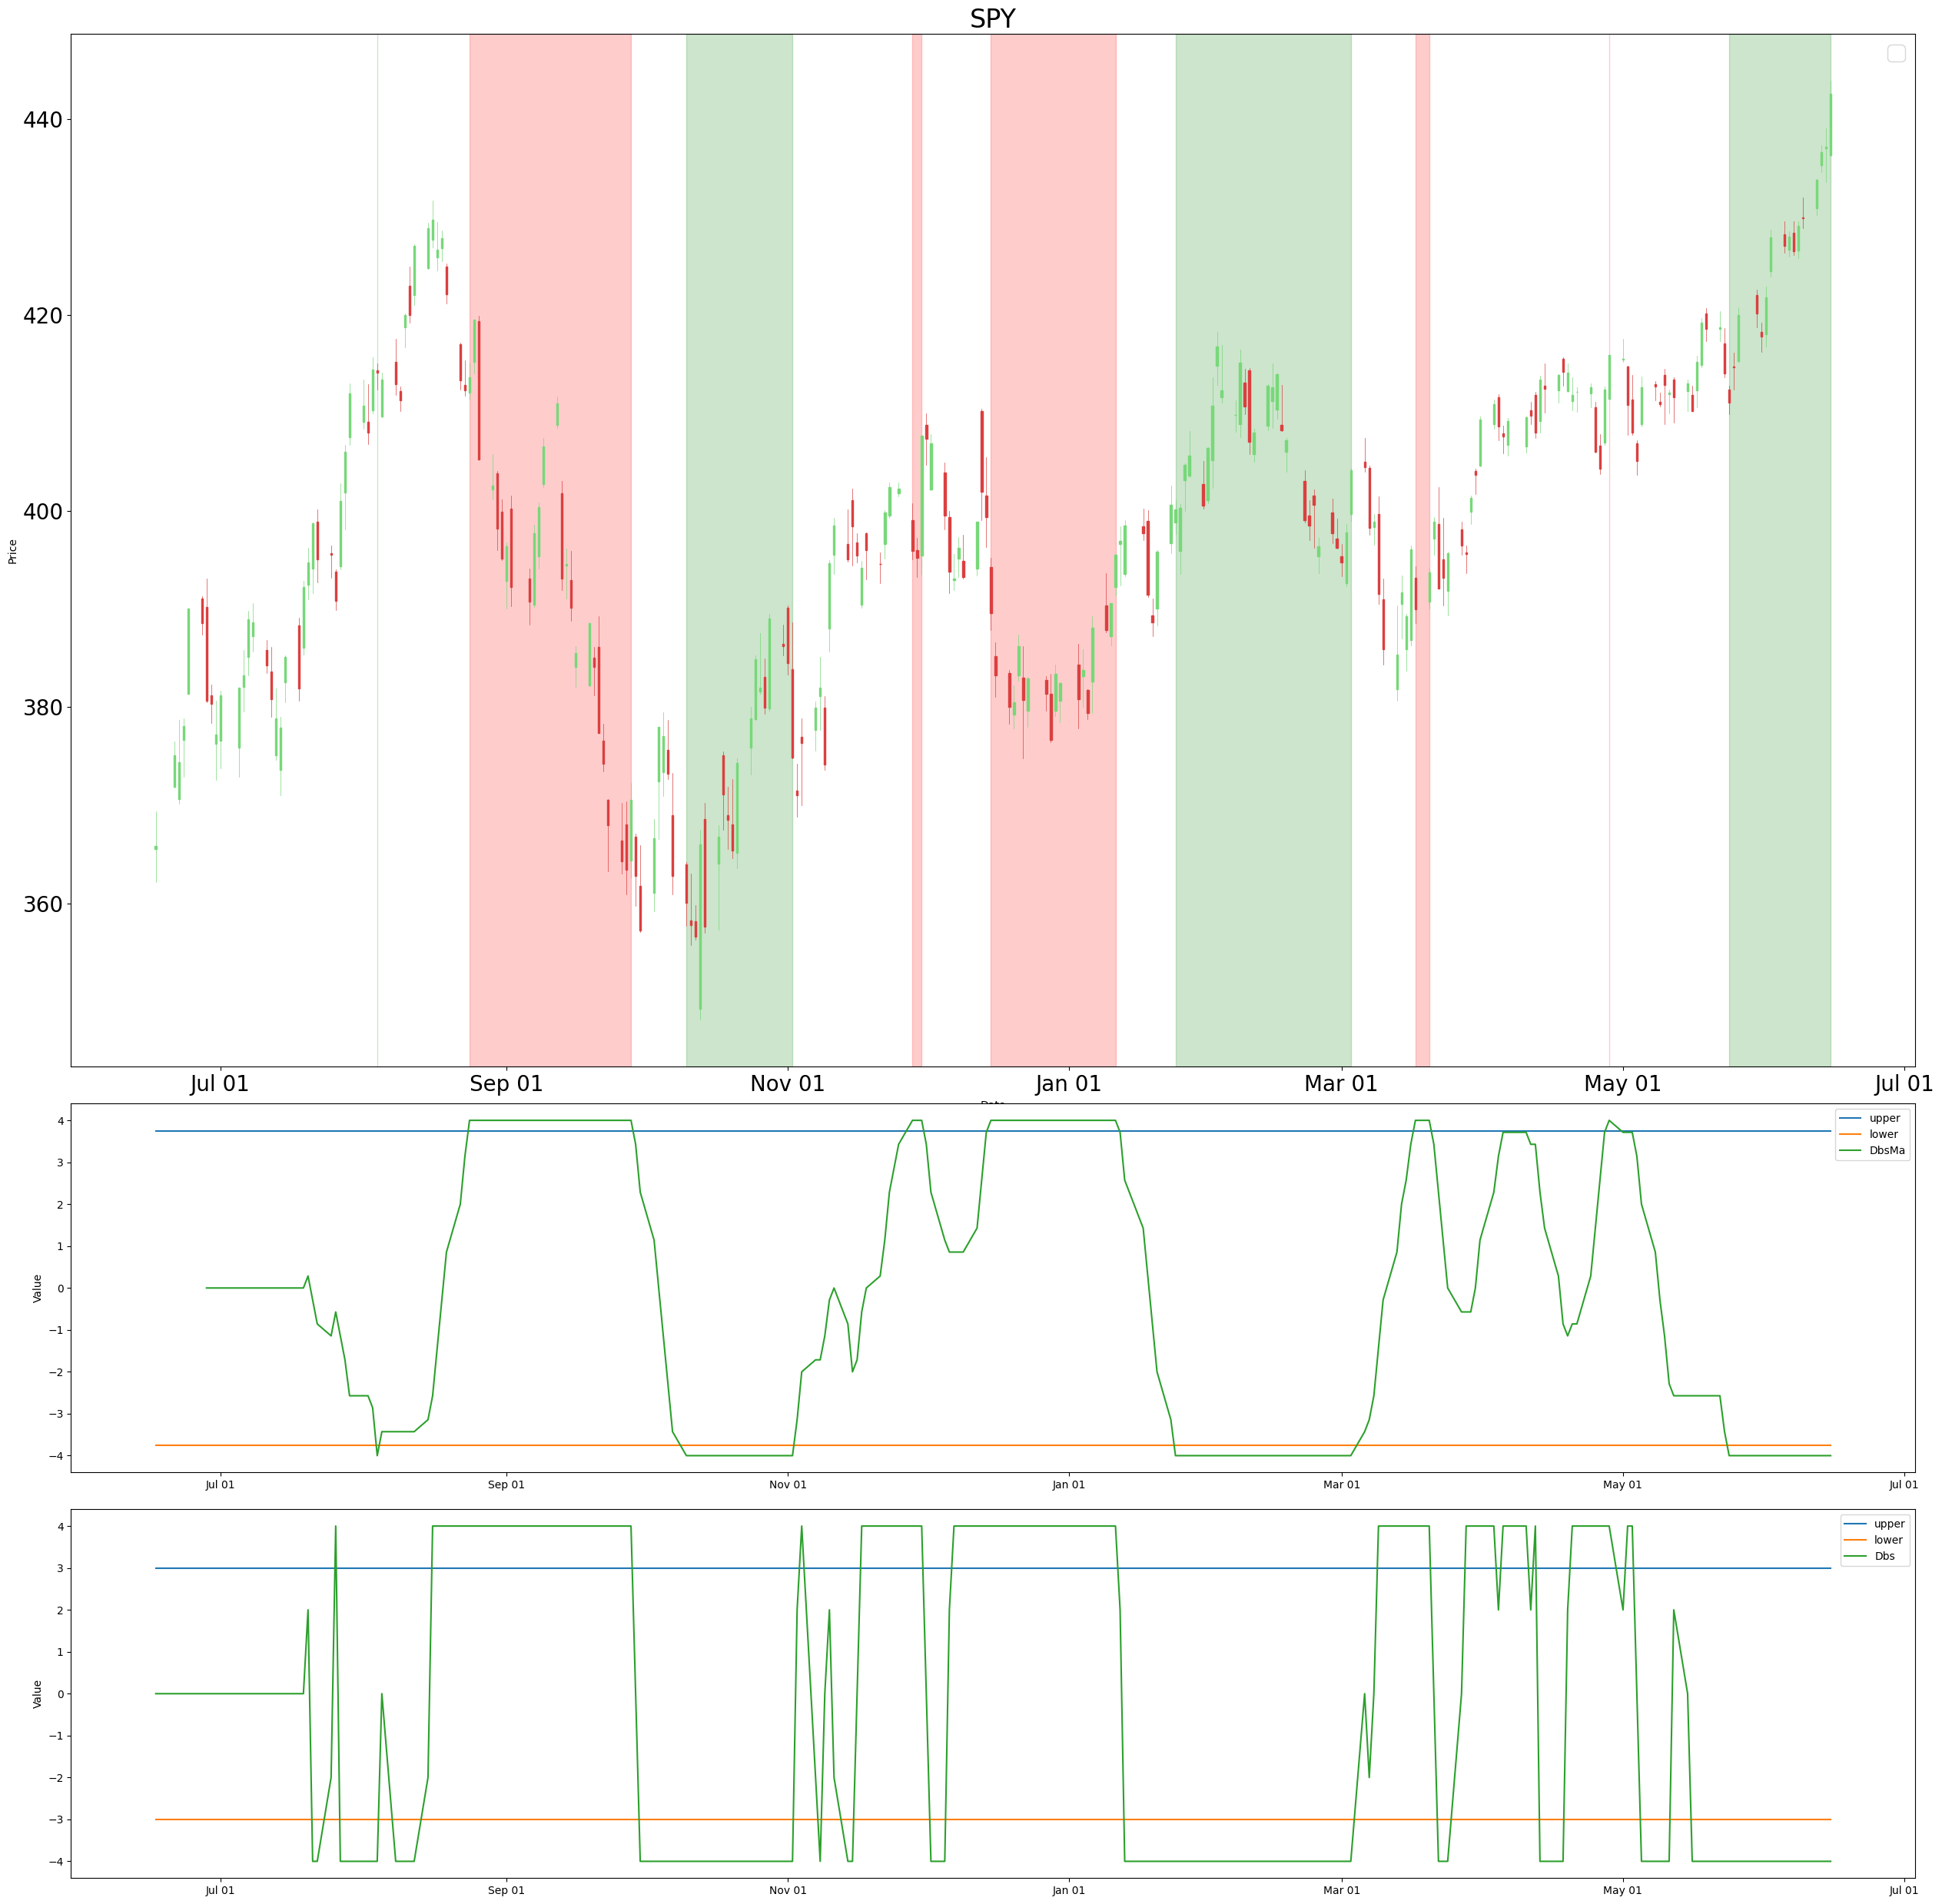 SPY
440
420
400
380
360
Price
Jul 01
Sep 01
Nov 01
Jan 01
Mar 01
May 01
Jul 01
4
3
2
1
0
−1
−2
−3
−4
Value
upper
lower
DbsMa
Jul 01
Sep 01
Nov 01
Jan 01
Mar 01
May 01
Jul 01
4
3
2
1
0
−1
−2
−3
−4
Value
upper
lower
Dbs
Jul 01
Sep 01
Nov 01
Jan 01
Mar 01
May 01
Jul 01